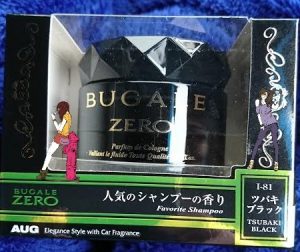 BUGALE
ZERO
Parfum de Cologne
BUGALE
ZERO
人気のシャンプーの香り
Favorite Shampoo
I-81
ツバキ
ブラック
TSUBAKI
BLACK
AUG Elegance Style with Car Fragrance